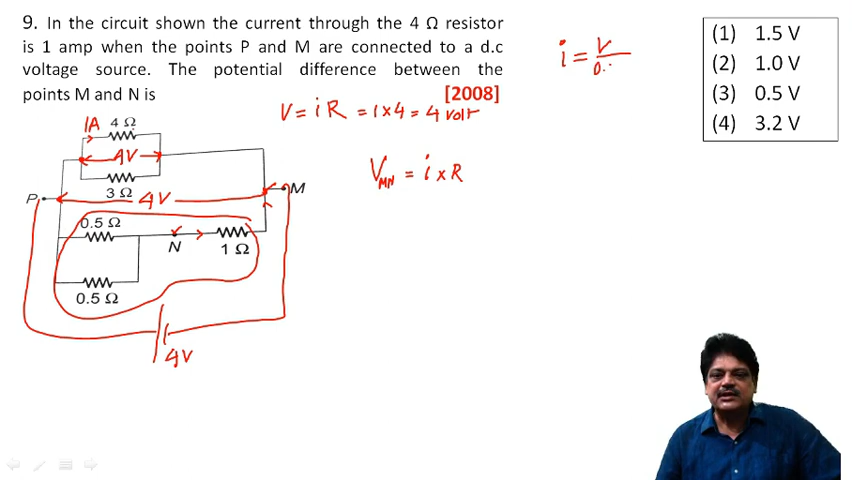 9. In the circuit shown the current through the 4 Ω resistor
is 1 amp when the points P and M are connected to a d.c
voltage source. The potential difference between the
points M and N is [2008]
(1) 1.5 V
(2) 1.0 V
(3) 0.5 V
(4) 3.2 V
i = V / 0.
V = iR = 1×4 = 4 volt
V_MN = i × R
1A 4 Ω
4V
3 Ω
P 4V M
0.5 Ω
N 1 Ω
0.5 Ω
4V